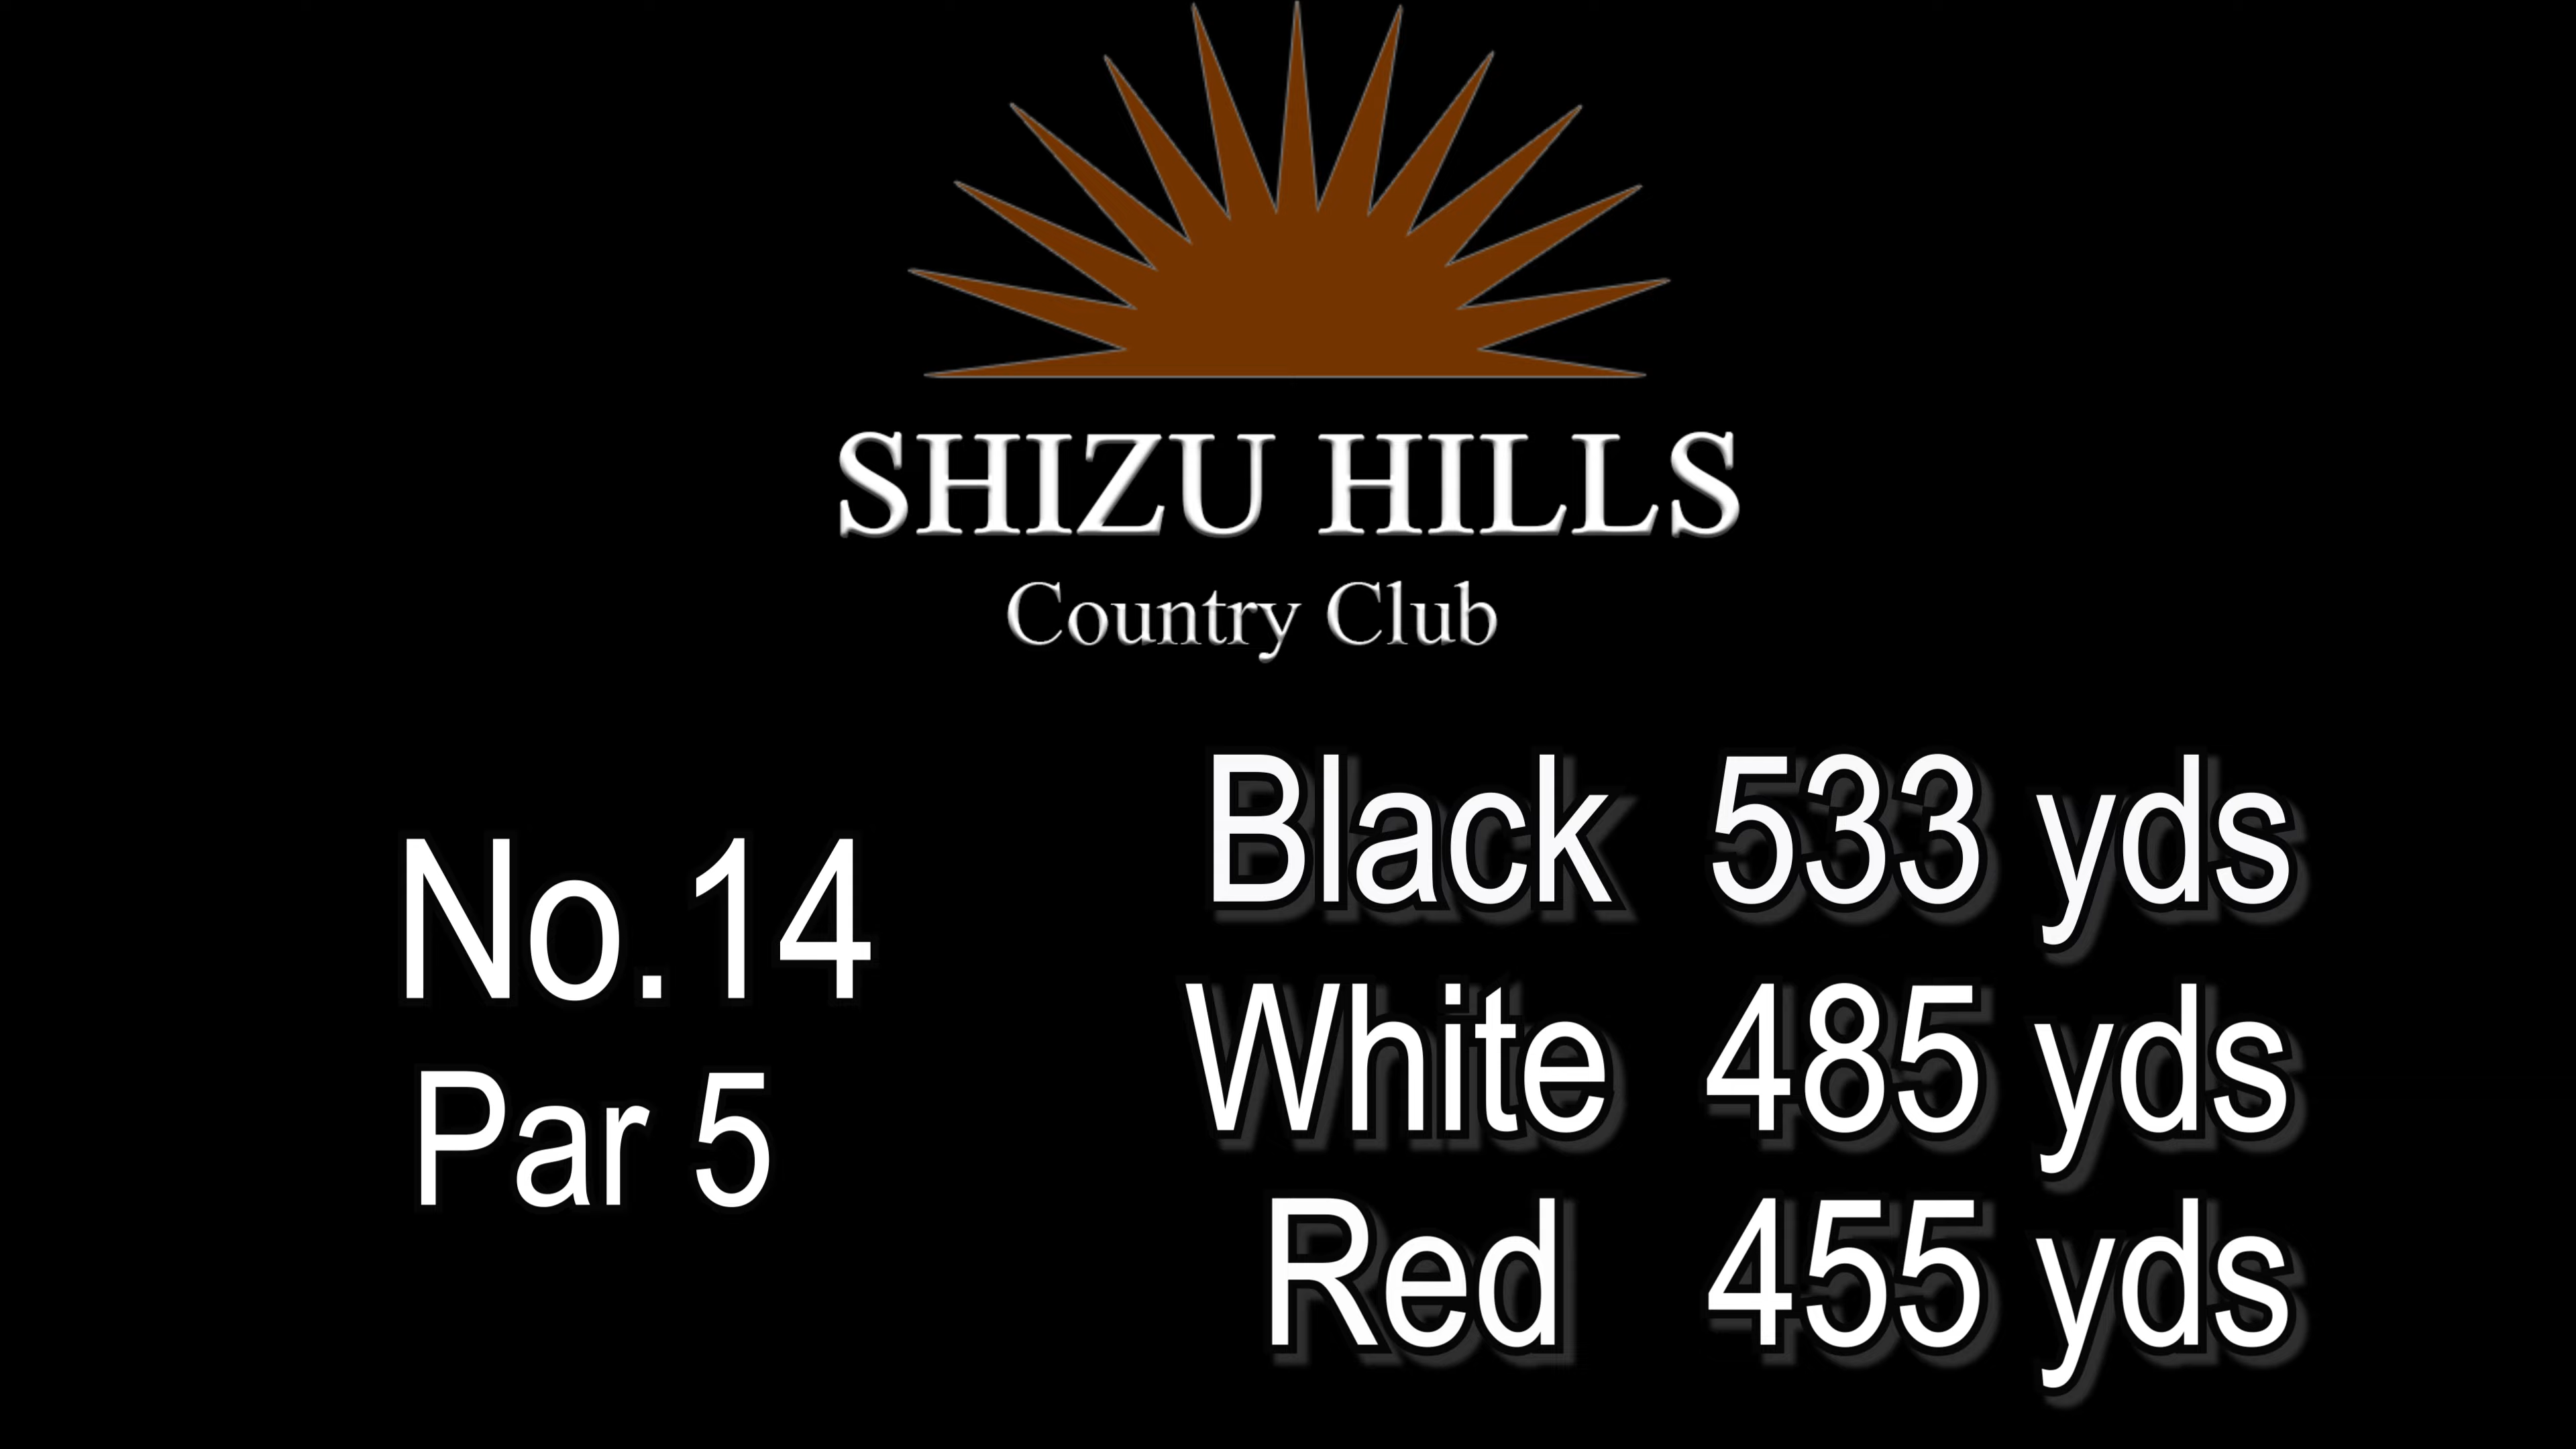 SHIZU HILLS
Country Club
No.14
Par 5
Black 533 yds
White 485 yds
Red 455 yds